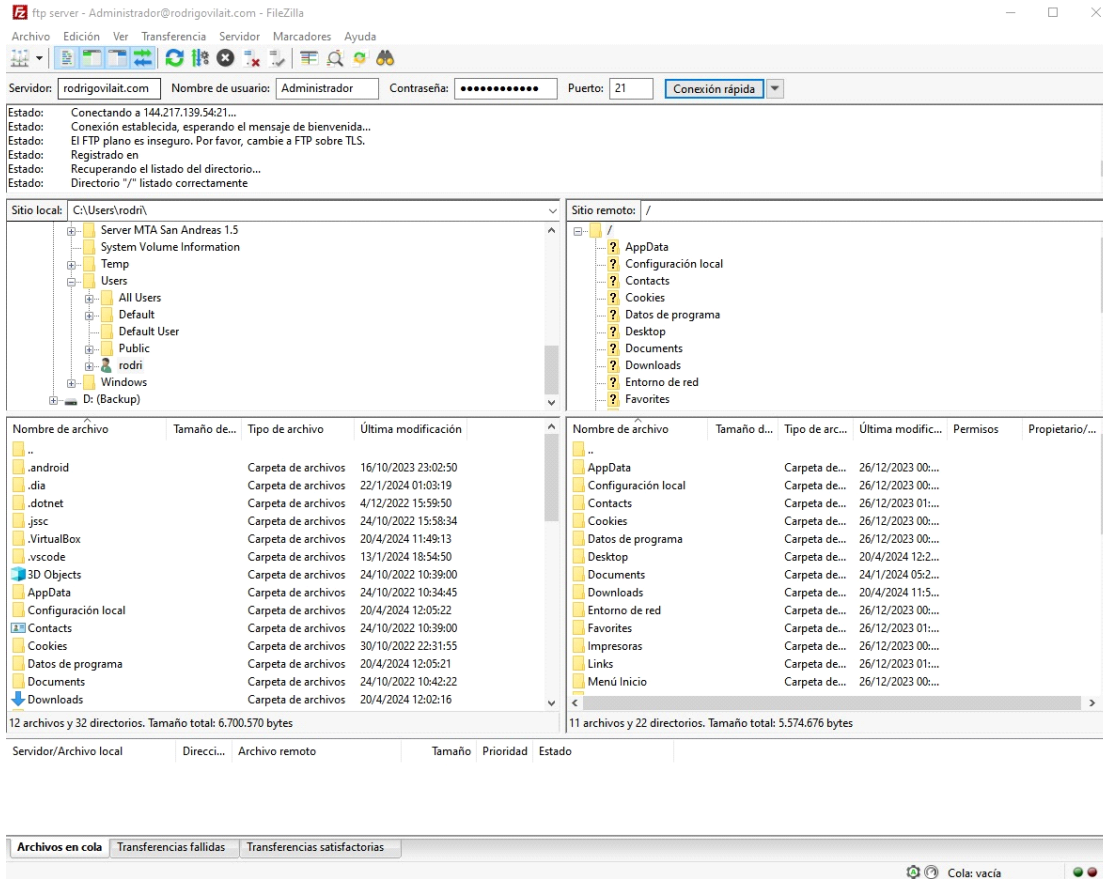 ftp server - Administrador@rodrigovilait.com - FileZilla
Archivo Edición Ver Transferencia Servidor Marcadores Ayuda
Servidor: rodrigovilait.com Nombre de usuario: Administrador Contraseña: ●●●●●●●●●●●● Puerto: 21 Conexión rápida
Estado: Conectando a 144.217.139.54:21...
Estado: Conexión establecida, esperando el mensaje de bienvenida...
Estado: El FTP plano es inseguro. Por favor, cambie a FTP sobre TLS.
Estado: Registrado en
Estado: Recuperando el listado del directorio...
Estado: Directorio "/" listado correctamente
Sitio local: C:\Users\rodri\
Server MTA San Andreas 1.5
System Volume Information
Temp
Users
All Users
Default
Default User
Public
rodri
Windows
D: (Backup)
Nombre de archivo Tamaño de... Tipo de archivo Última modificación
..
.android Carpeta de archivos 16/10/2023 23:02:50
.dia Carpeta de archivos 22/1/2024 01:03:19
.dotnet Carpeta de archivos 4/12/2022 15:59:50
.jssc Carpeta de archivos 24/10/2022 15:58:34
.VirtualBox Carpeta de archivos 20/4/2024 11:49:13
.vscode Carpeta de archivos 13/1/2024 18:54:50
3D Objects Carpeta de archivos 24/10/2022 10:39:00
AppData Carpeta de archivos 24/10/2022 10:34:45
Configuración local Carpeta de archivos 20/4/2024 12:05:22
Contacts Carpeta de archivos 24/10/2022 10:39:00
Cookies Carpeta de archivos 30/10/2022 22:31:55
Datos de programa Carpeta de archivos 20/4/2024 12:05:21
Documents Carpeta de archivos 24/10/2022 10:42:22
Downloads Carpeta de archivos 20/4/2024 12:02:16
12 archivos y 32 directorios. Tamaño total: 6.700.570 bytes
Sitio remoto: /
/
AppData
Configuración local
Contacts
Cookies
Datos de programa
Desktop
Documents
Downloads
Entorno de red
Favorites
Nombre de archivo Tamaño d... Tipo de arc... Última modific... Permisos Propietario/...
..
AppData Carpeta de... 26/12/2023 00:...
Configuración local Carpeta de... 26/12/2023 00:...
Contacts Carpeta de... 26/12/2023 01:...
Cookies Carpeta de... 26/12/2023 00:...
Datos de programa Carpeta de... 26/12/2023 00:...
Desktop Carpeta de... 20/4/2024 12:2...
Documents Carpeta de... 24/1/2024 05:2...
Downloads Carpeta de... 20/4/2024 11:5...
Entorno de red Carpeta de... 26/12/2023 00:...
Favorites Carpeta de... 26/12/2023 01:...
Impresoras Carpeta de... 26/12/2023 00:...
Links Carpeta de... 26/12/2023 01:...
Menú Inicio Carpeta de... 26/12/2023 00:...
11 archivos y 22 directorios. Tamaño total: 5.574.676 bytes
Servidor/Archivo local Direcci... Archivo remoto Tamaño Prioridad Estado
Archivos en cola Transferencias fallidas Transferencias satisfactorias
Cola: vacía